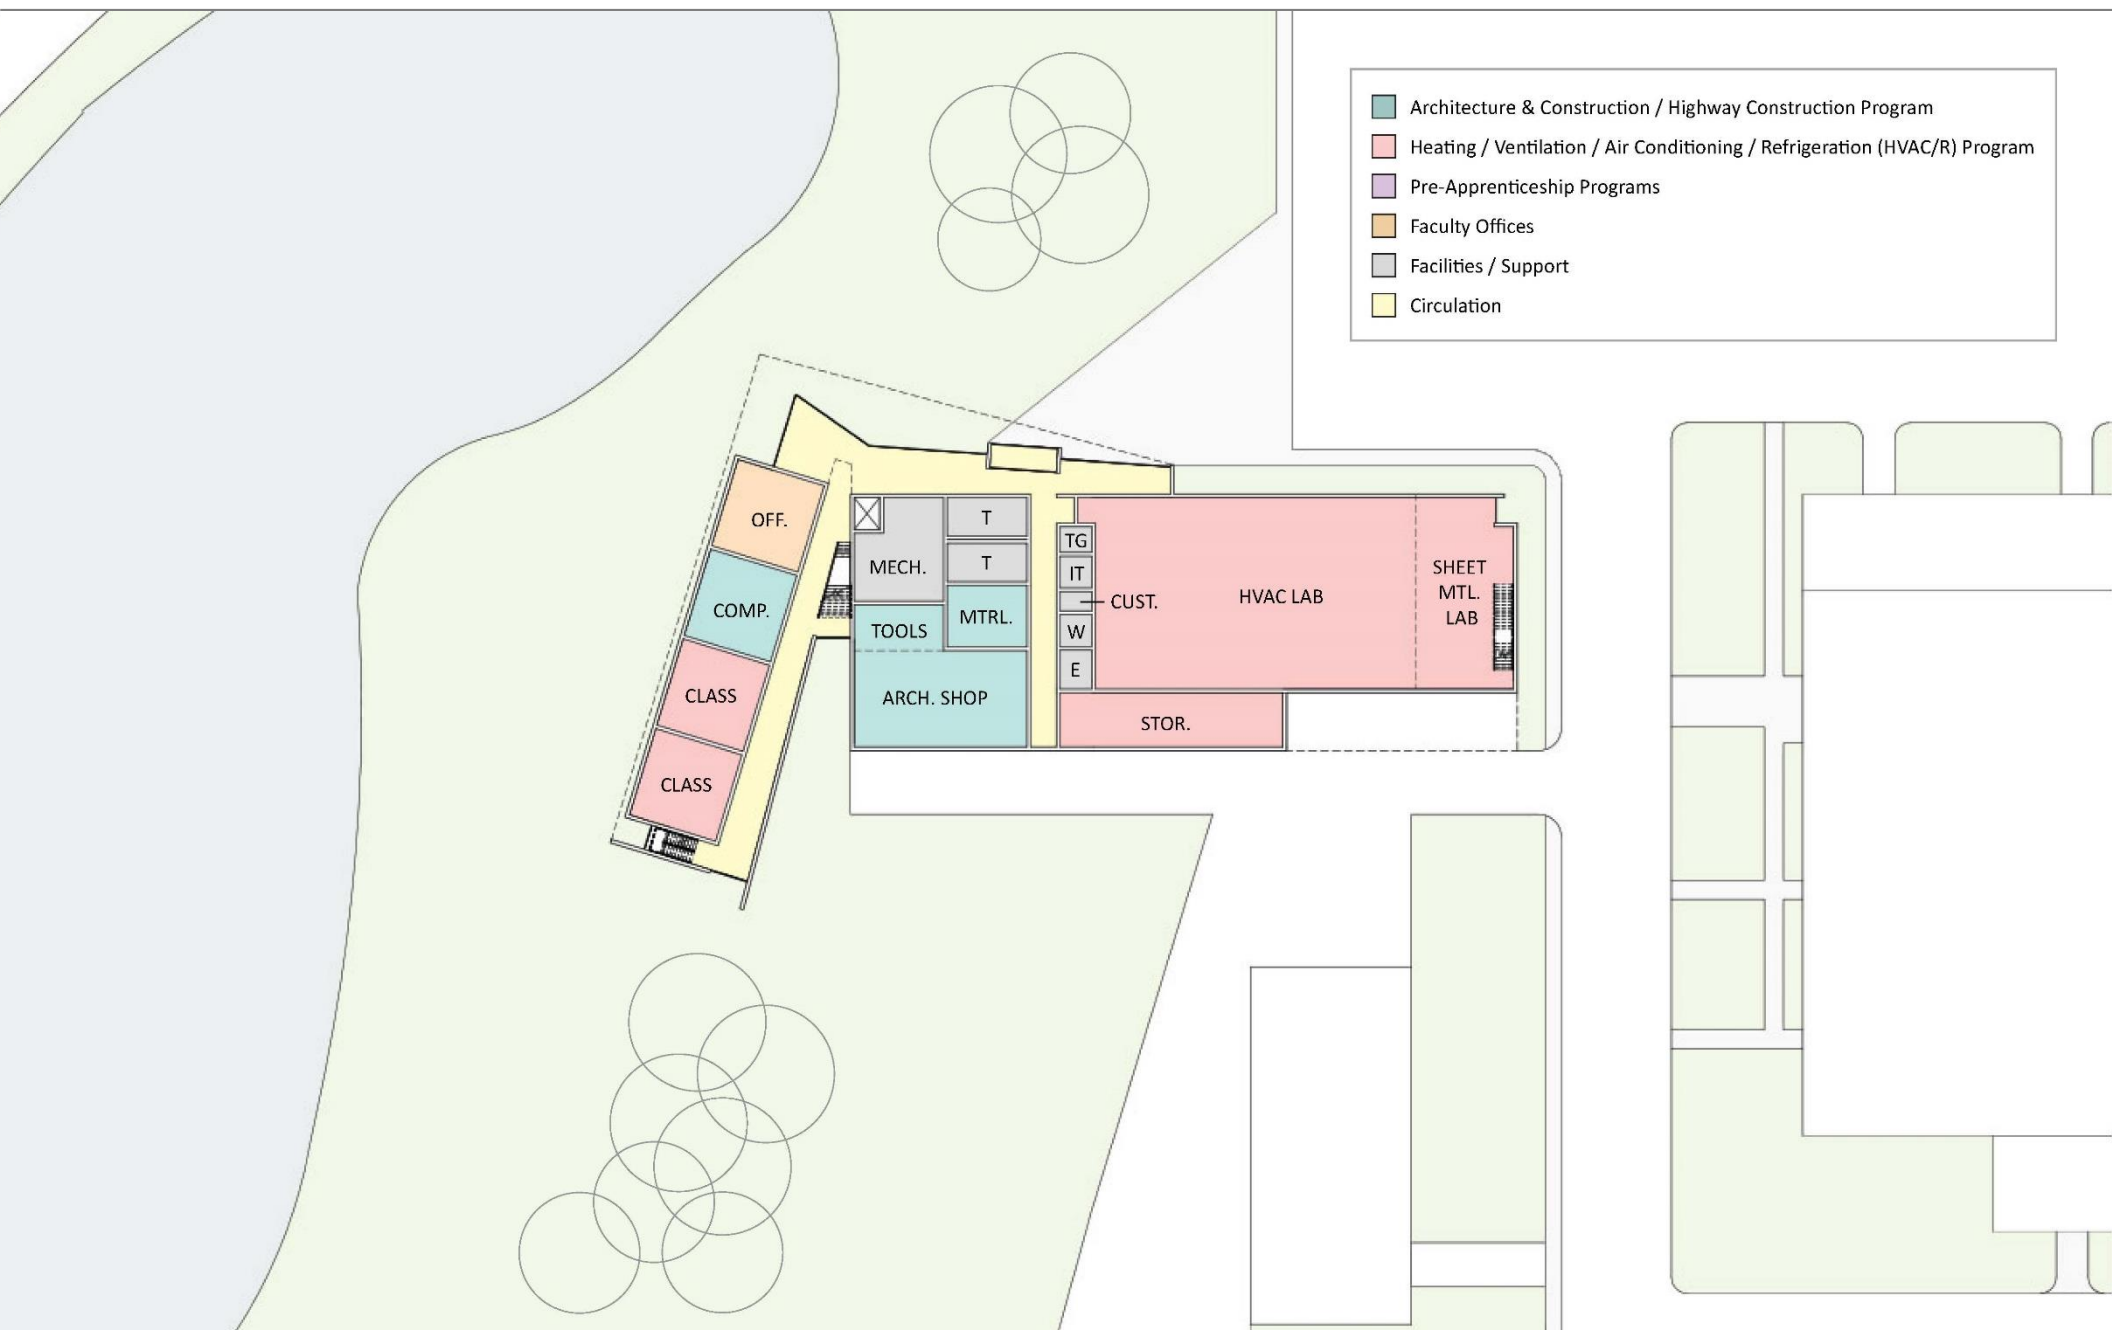 Architecture & Construction / Highway Construction Program
Heating / Ventilation / Air Conditioning / Refrigeration (HVAC/R) Program
Pre-Apprenticeship Programs
Faculty Offices
Facilities / Support
Circulation
OFF.
COMP.
CLASS
CLASS
MECH.
T
T
TOOLS
MTRL.
ARCH. SHOP
TG
IT
CUST.
W
E
HVAC LAB
SHEET
MTL.
LAB
STOR.